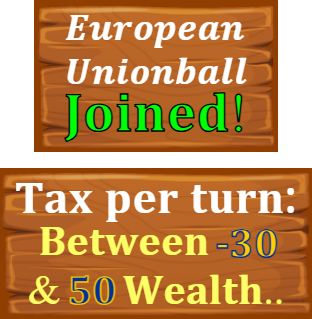 European
Unionball
Joined!
Tax per turn:
Between -30
& 50 Wealth..